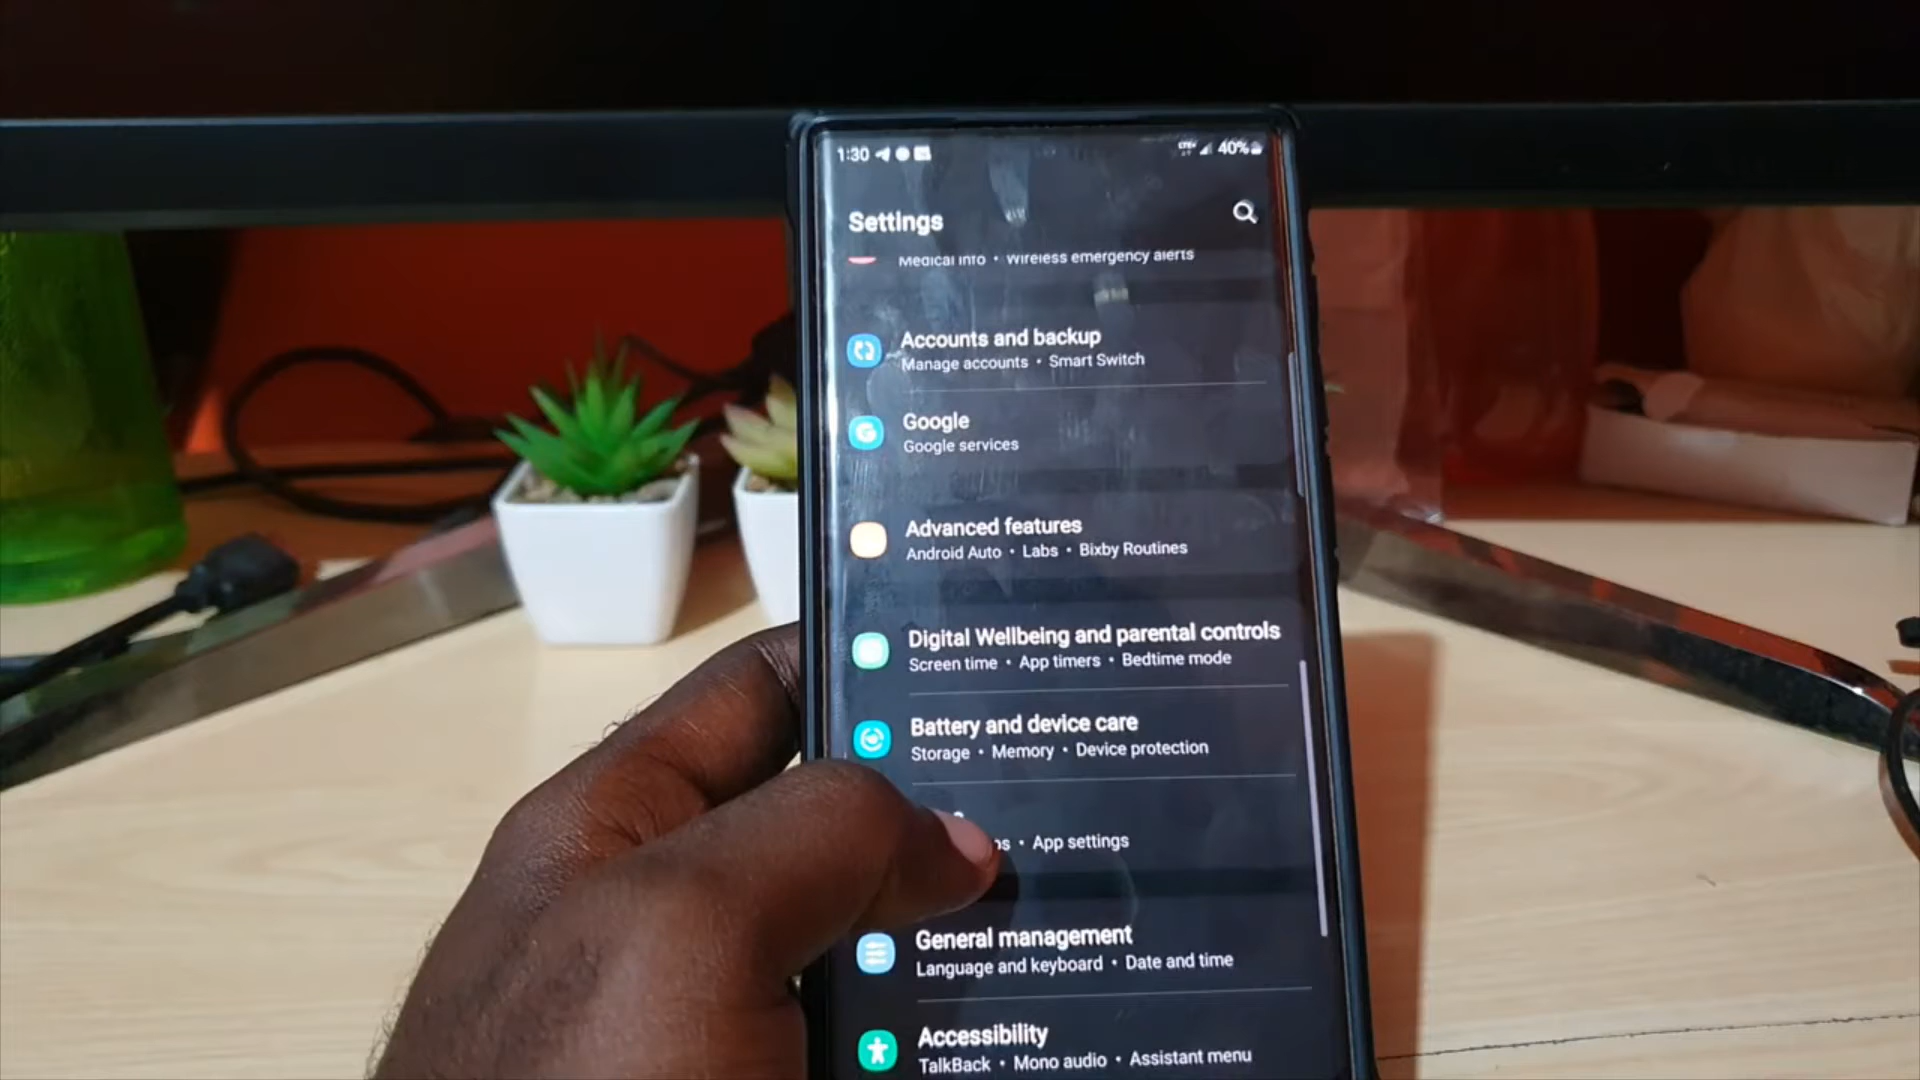 1:30
40%
Settings
Medical info • Wireless emergency alerts
Accounts and backup
Manage accounts • Smart Switch
Google
Google services
Advanced features
Android Auto • Labs • Bixby Routines
Digital Wellbeing and parental controls
Screen time • App timers • Bedtime mode
Battery and device care
Storage • Memory • Device protection
• App settings
General management
Language and keyboard • Date and time
Accessibility
TalkBack • Mono audio • Assistant menu